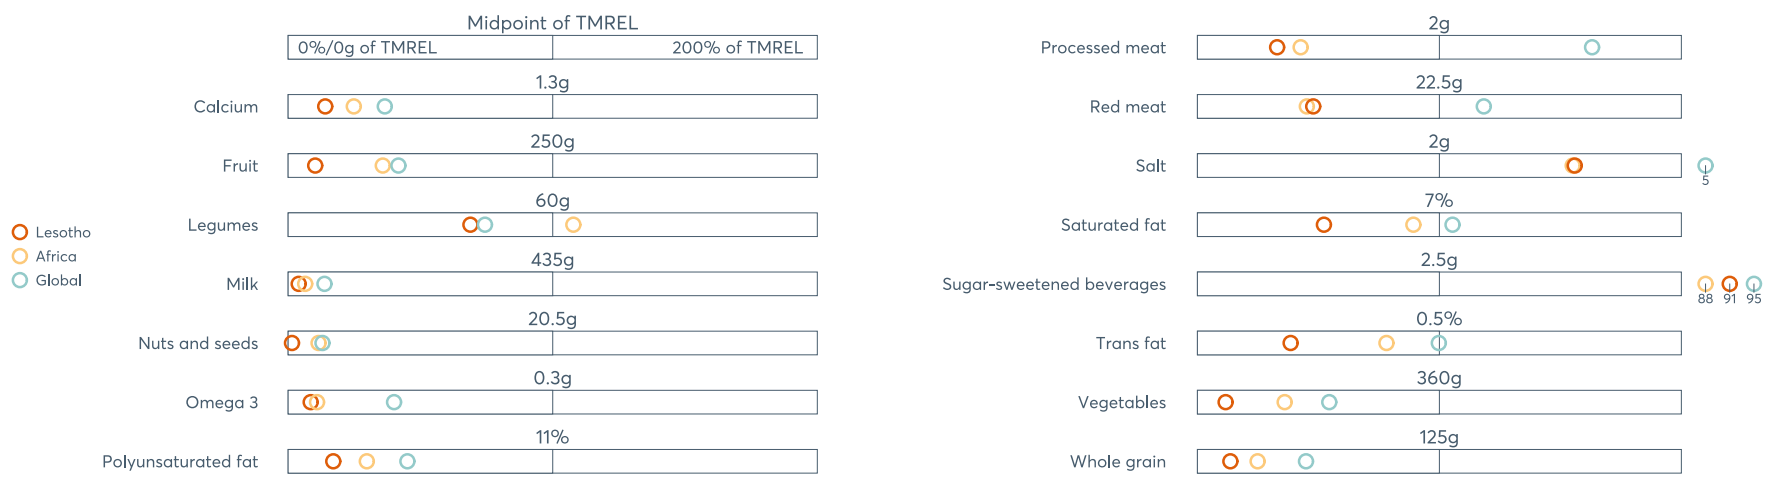 Midpoint of TMREL
0%/0g of TMREL 200% of TMREL
Calcium 1.3g
Fruit 250g
Legumes 60g
Milk 435g
Nuts and seeds 20.5g
Omega 3 0.3g
Polyunsaturated fat 11%
Lesotho
Africa
Global
Processed meat 2g
Red meat 22.5g
Salt 2g
5
Saturated fat 7%
Sugar-sweetened beverages 2.5g
88 91 95
Trans fat 0.5%
Vegetables 360g
Whole grain 125g